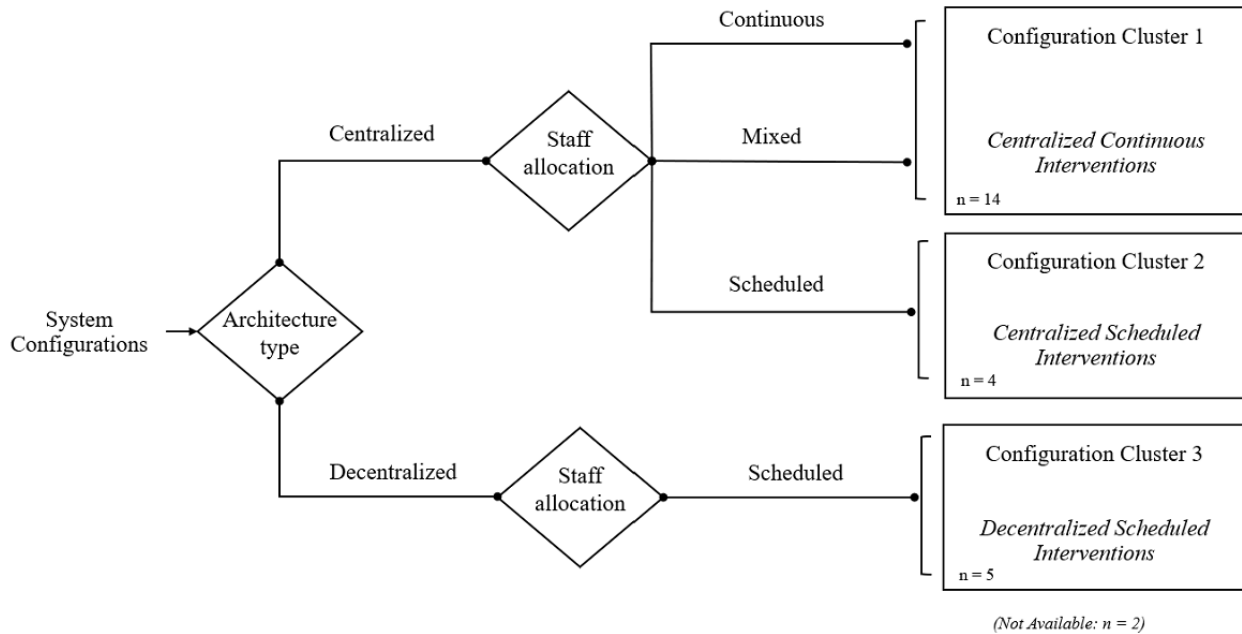 System
Configurations
Architecture
type
Centralized
Staff
allocation
Continuous
Mixed
Scheduled
Configuration Cluster 1
Centralized Continuous
Interventions
n = 14
Configuration Cluster 2
Centralized Scheduled
Interventions
n = 4
Decentralized
Staff
allocation
Scheduled
Configuration Cluster 3
Decentralized Scheduled
Interventions
n = 5
(Not Available: n = 2)